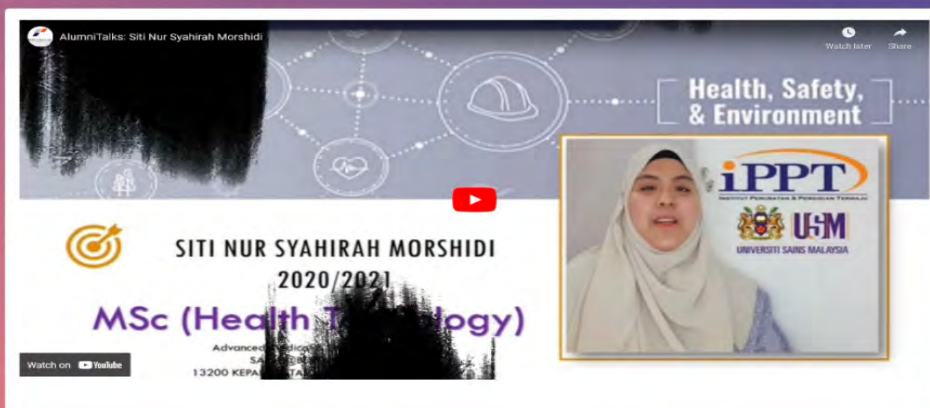 AlumniTalks: Siti Nur Syahirah Morshidi
Watch later
Share
Health, Safety,
& Environment
iPPT
INSTITUT PERUBATAN & PERGIGIAN TERMAJU
USM
UNIVERSITI SAINS MALAYSIA
SITI NUR SYAHIRAH MORSHIDI
2020/2021
MSc (Health
Advanced
13200
Watch on YouTube